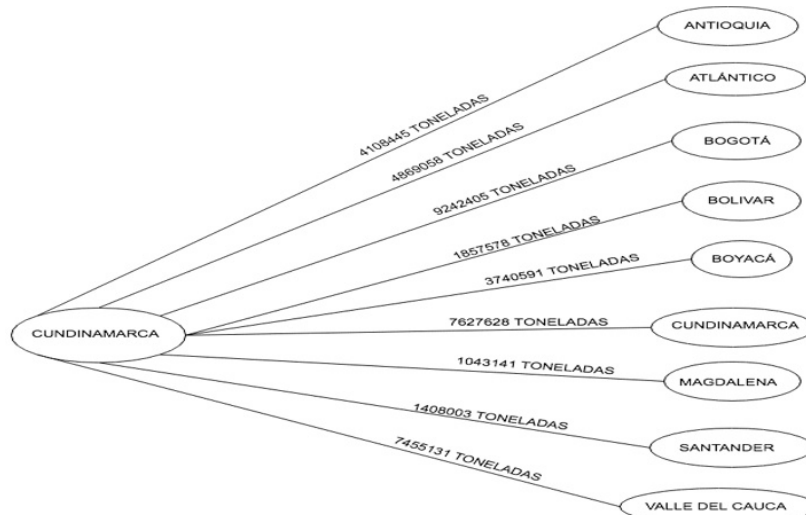 ANTIOQUIA
4108445 TONELADAS
ATLÁNTICO
4869058 TONELADAS
BOGOTÁ
9242405 TONELADAS
BOLIVAR
1857578 TONELADAS
BOYACÁ
3740591 TONELADAS
CUNDINAMARCA
7627628 TONELADAS
CUNDINAMARCA
1043141 TONELADAS
MAGDALENA
1408003 TONELADAS
SANTANDER
7455131 TONELADAS
VALLE DEL CAUCA